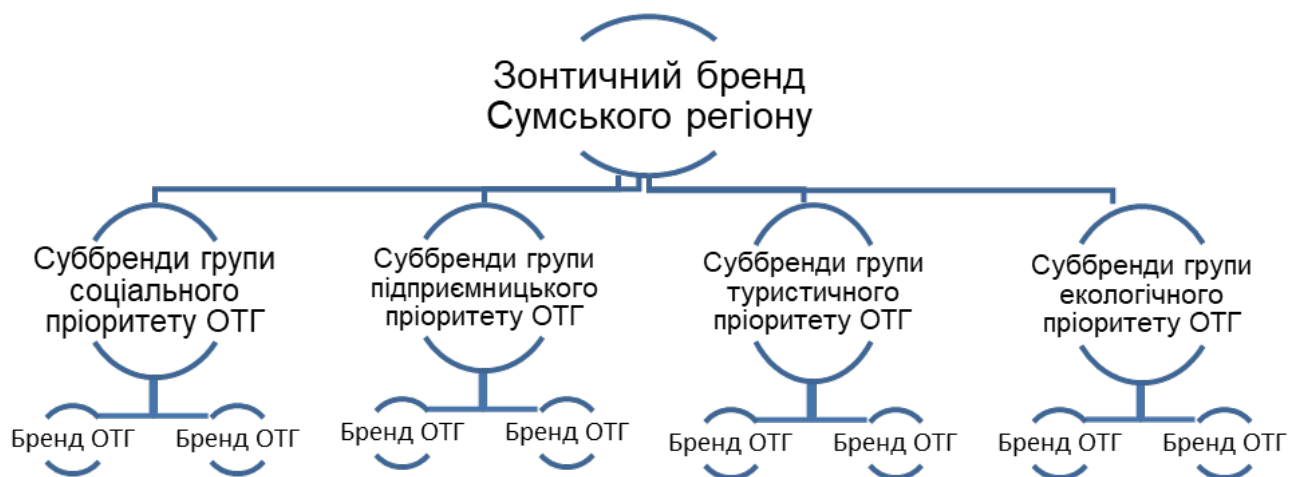 Зонтичний бренд
Сумського регіону
Суббренди групи
соціального
пріоритету ОТГ
Суббренди групи
підприємницького
пріоритету ОТГ
Суббренди групи
туристичного
пріоритету ОТГ
Суббренди групи
екологічного
пріоритету ОТГ
Бренд ОТГ
Бренд ОТГ
Бренд ОТГ
Бренд ОТГ
Бренд ОТГ
Бренд ОТГ
Бренд ОТГ
Бренд ОТГ